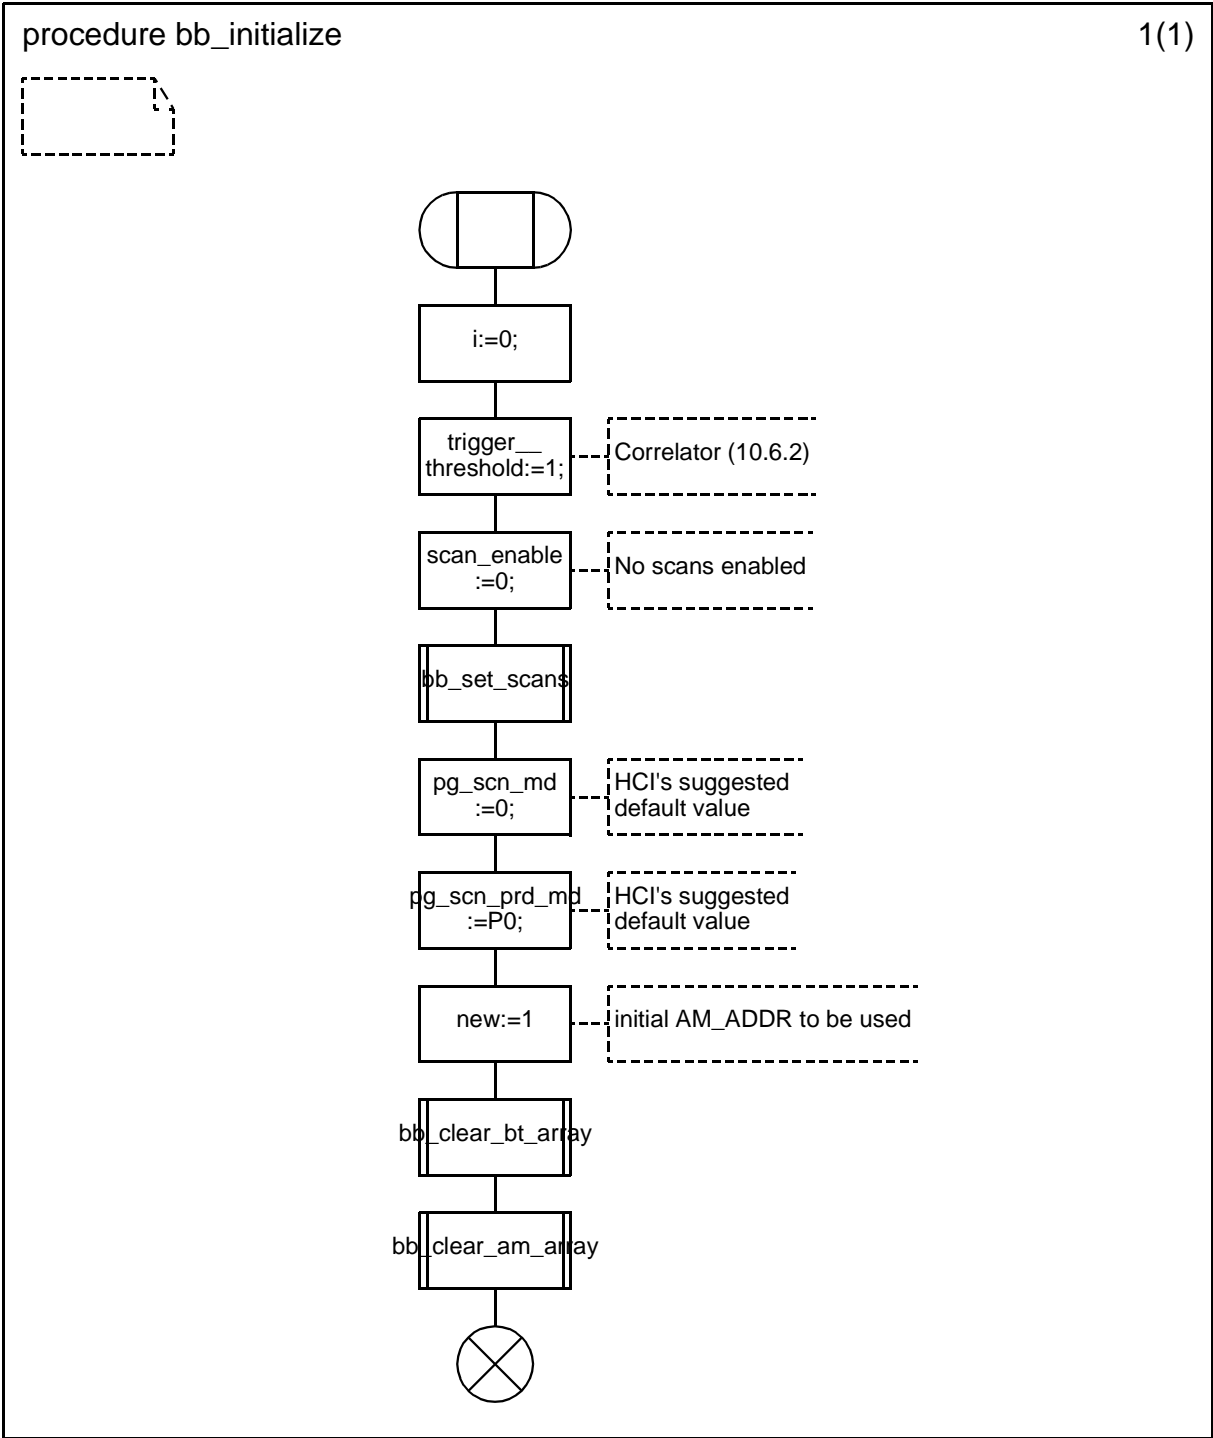 procedure bb_initialize
1(1)
i:=0;
trigger__
threshold:=1;
Correlator (10.6.2)
scan_enable
:=0;
No scans enabled
bb_set_scans
pg_scn_md
:=0;
HCI's suggested
default value
pg_scn_prd_md
:=P0;
HCI's suggested
default value
new:=1
initial AM_ADDR to be used
bb_clear_bt_array
bb_clear_am_array